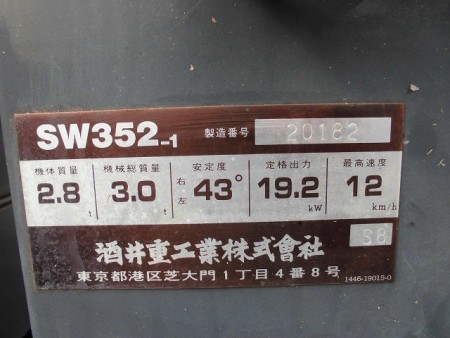 SW352-1 製造番号 20182
機体質量 機械総質量 安定度 定格出力 最高速度
2.8 t 3.0 t 右左 43° 19.2 kW 12 km/h
酒井重工業株式會社 S8
東京都港区芝大門1丁目4番8号
1446-19015-0